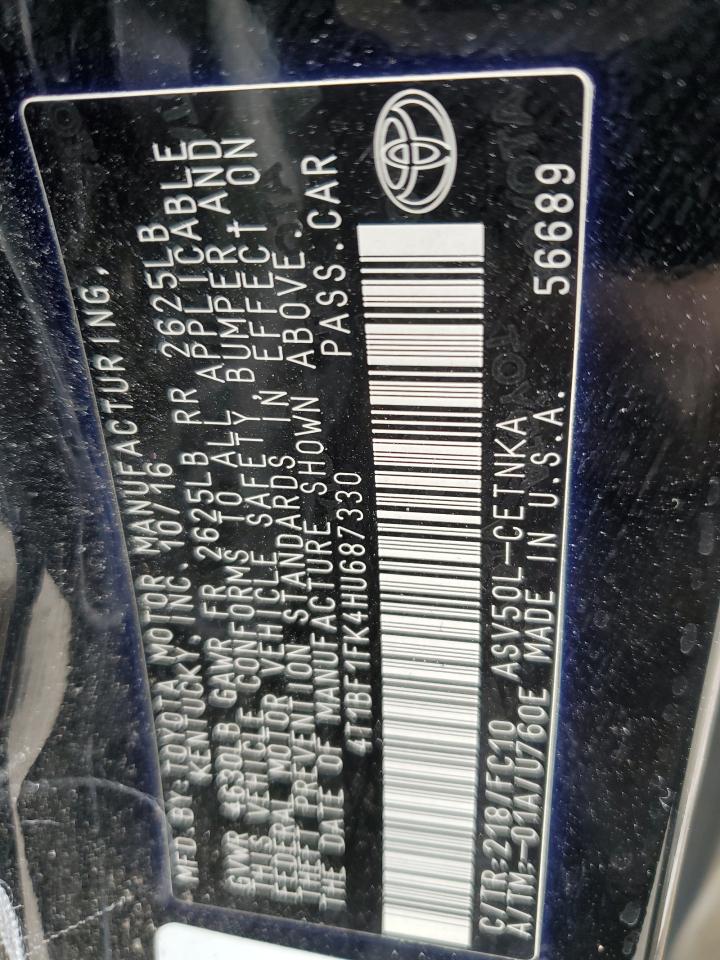 MFD.BY:TOYOTA MOTOR MANUFACTURING,
KENTUCKY, INC. 10/16
GVWR 4630LB GAWR FR 2625LB RR 2625LB
THIS VEHICLE CONFORMS TO ALL APPLICABLE
FEDERAL MOTOR VEHICLE SAFETY, BUMPER, AND
THEFT PREVENTION STANDARDS IN EFFECT ON
THE DATE OF MANUFACTURE SHOWN ABOVE.
4T1BF1FK4HU687330 PASS.CAR
C/TR:218/FC10 ASV50L-CETNKA
A/TM:-01A/U760E MADE IN U.S.A.
56689